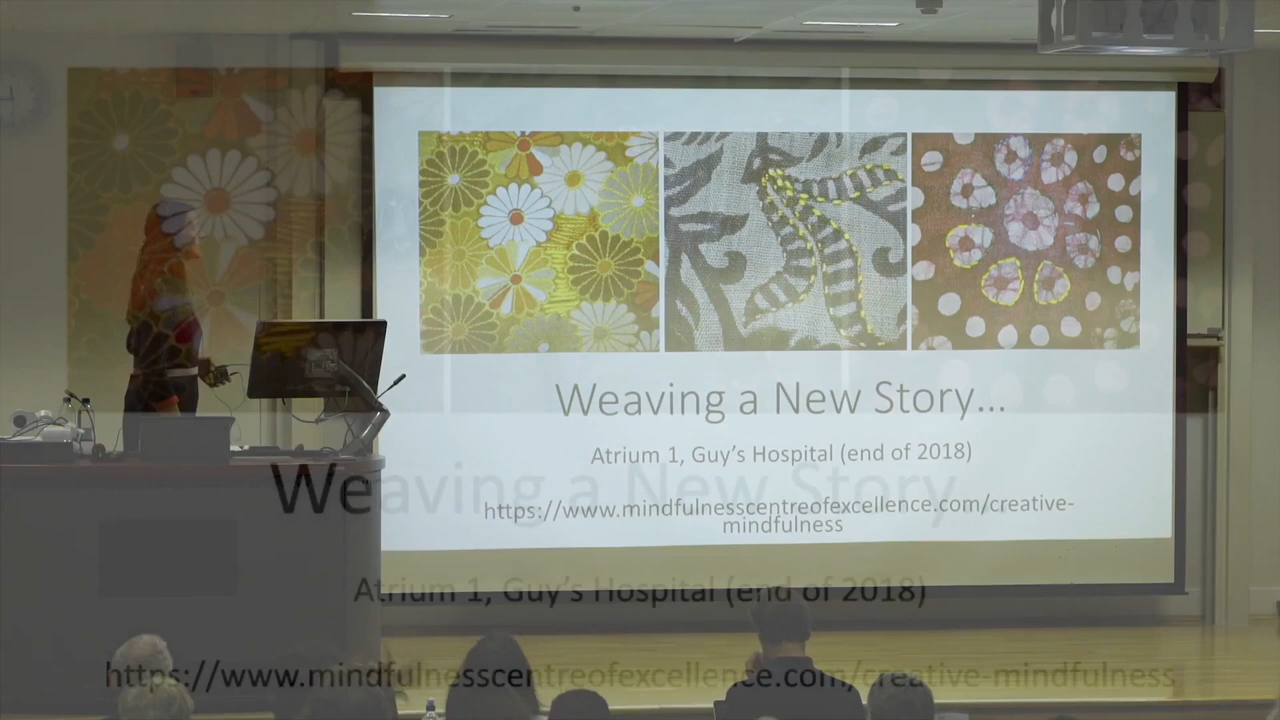 Weaving a New Story...
Atrium 1, Guy's Hospital (end of 2018)
https://www.mindfulnesscentreofexcellence.com/creative-
mindfulness
Weaving a New Story
Atrium 1, Guy's Hospital (end of 2018)
https://www.mindfulnesscentreofexcellence.com/creative-mindfulness